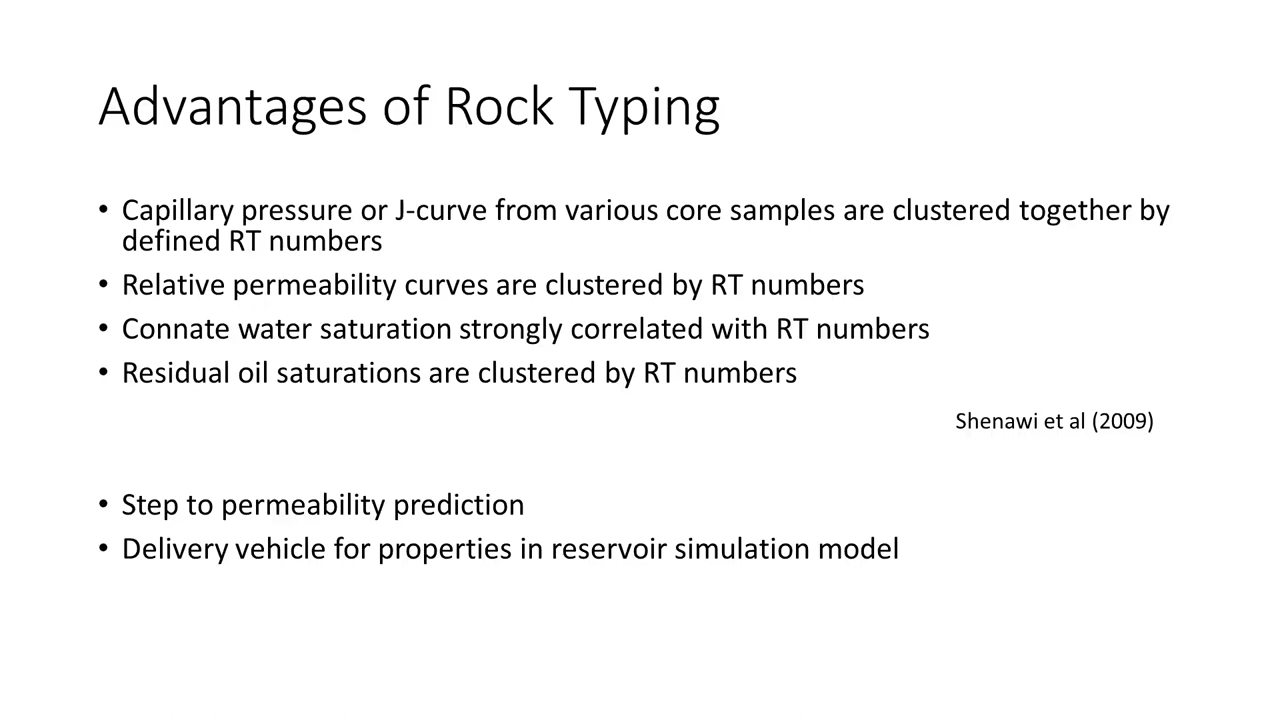 Advantages of Rock Typing
• Capillary pressure or J-curve from various core samples are clustered together by
defined RT numbers
• Relative permeability curves are clustered by RT numbers
• Connate water saturation strongly correlated with RT numbers
• Residual oil saturations are clustered by RT numbers
Shenawi et al (2009)
• Step to permeability prediction
• Delivery vehicle for properties in reservoir simulation model